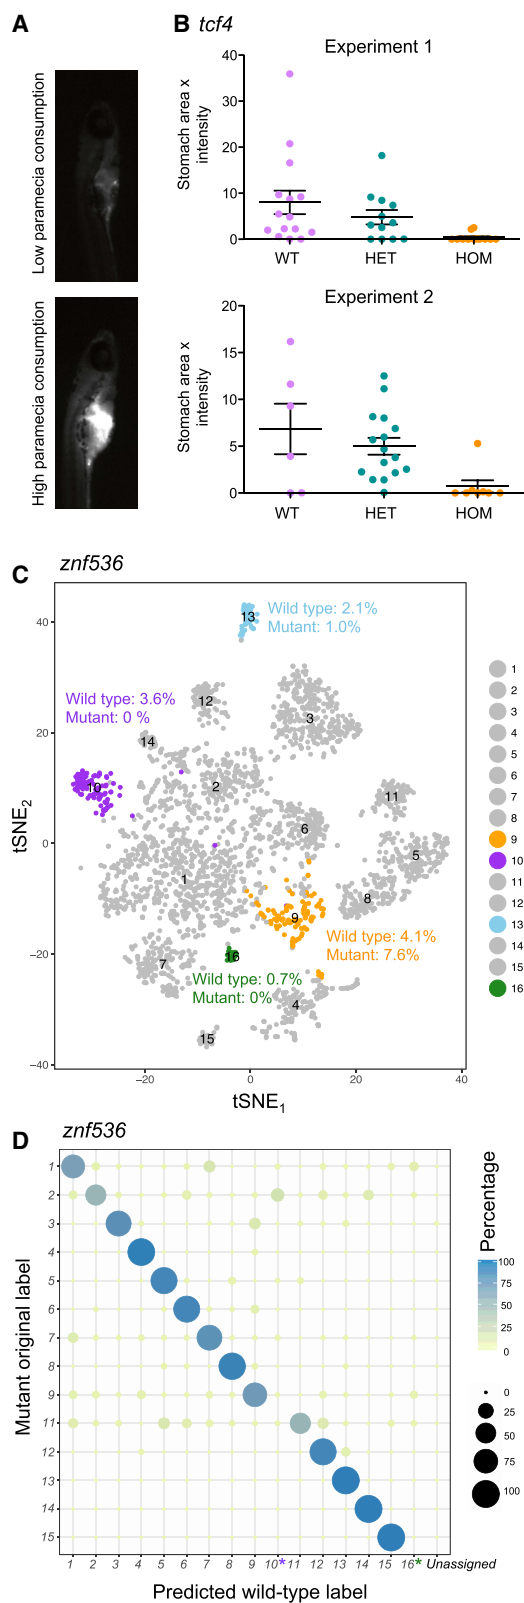 A
Low paramecia consumption
High paramecia consumption
B tcf4
Experiment 1
Stomach area x
intensity
40
30
20
10
0
WT HET HOM
Experiment 2
Stomach area x
intensity
20
15
10
5
0
WT HET HOM
C znf536
13
Wild type: 2.1%
Mutant: 1.0%
Wild type: 3.6%
Mutant: 0 %
12
3
14
10
2
11
6
5
1
8
9
Wild type: 4.1%
Mutant: 7.6%
16
7
Wild type: 0.7%
Mutant: 0%
4
15
tSNE2
40
20
0
−20
−40
−20 0 20 40
tSNE1
1
2
3
4
5
6
7
8
9
10
11
12
13
14
15
16
D znf536
Mutant original label
1
2
3
4
5
6
7
8
9
11
12
13
14
15
1 2 3 4 5 6 7 8 9 10* 11 12 13 14 15 16* Unassigned
Predicted wild-type label
Percentage
100
75
50
25
0
0
25
50
75
100